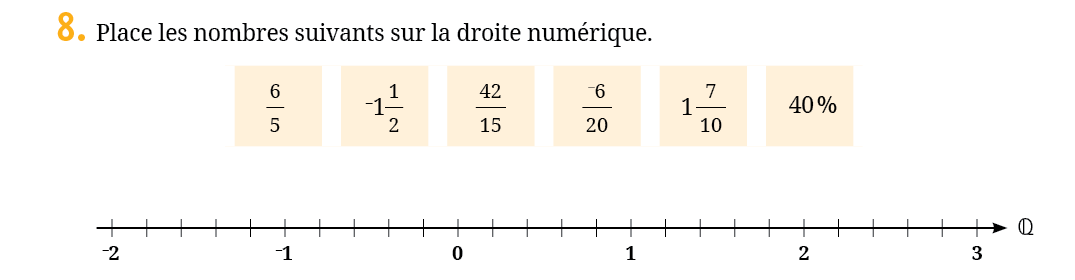 8. Place les nombres suivants sur la droite numérique.
6/5 ⁻1 1/2 42/15 ⁻6/20 1 7/10 40 %
⁻2 ⁻1 0 1 2 3 ℚ